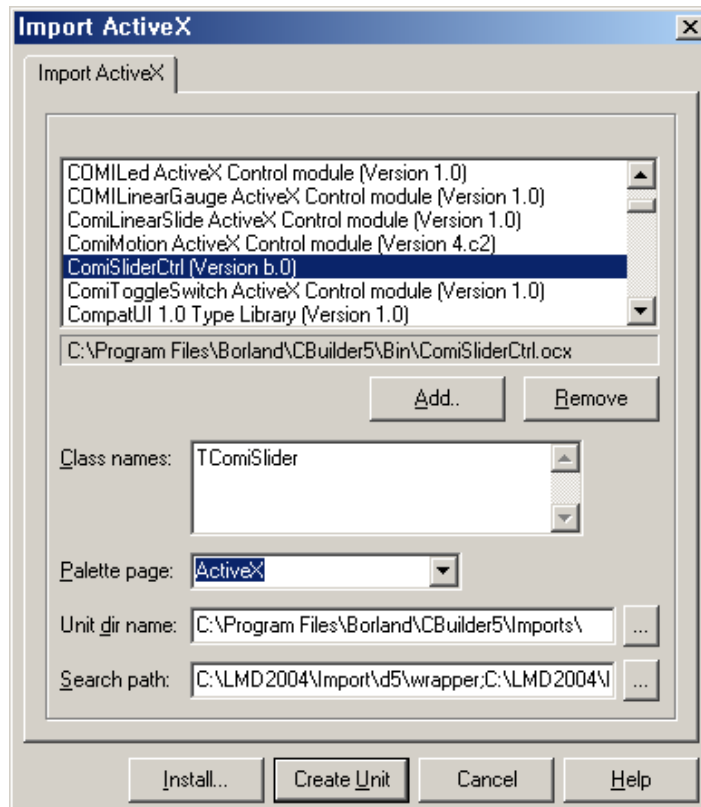 Import ActiveX
Import ActiveX
COMILed ActiveX Control module (Version 1.0)
COMILinearGauge ActiveX Control module (Version 1.0)
ComiLinearSlide ActiveX Control module (Version 1.0)
ComiMotion ActiveX Control module (Version 4.c2)
ComiSliderCtrl (Version b.0)
ComiToggleSwitch ActiveX Control module (Version 1.0)
CompatUI 1.0 Type Library (Version 1.0)
C:\Program Files\Borland\CBuilder5\Bin\ComiSliderCtrl.ocx
Add.. Remove
Class names: TComiSlider
Palette page: ActiveX
Unit dir name: C:\Program Files\Borland\CBuilder5\Imports\ ...
Search path: C:\LMD2004\Import\d5\wrapper;C:\LMD2004\I ...
Install... Create Unit Cancel Help